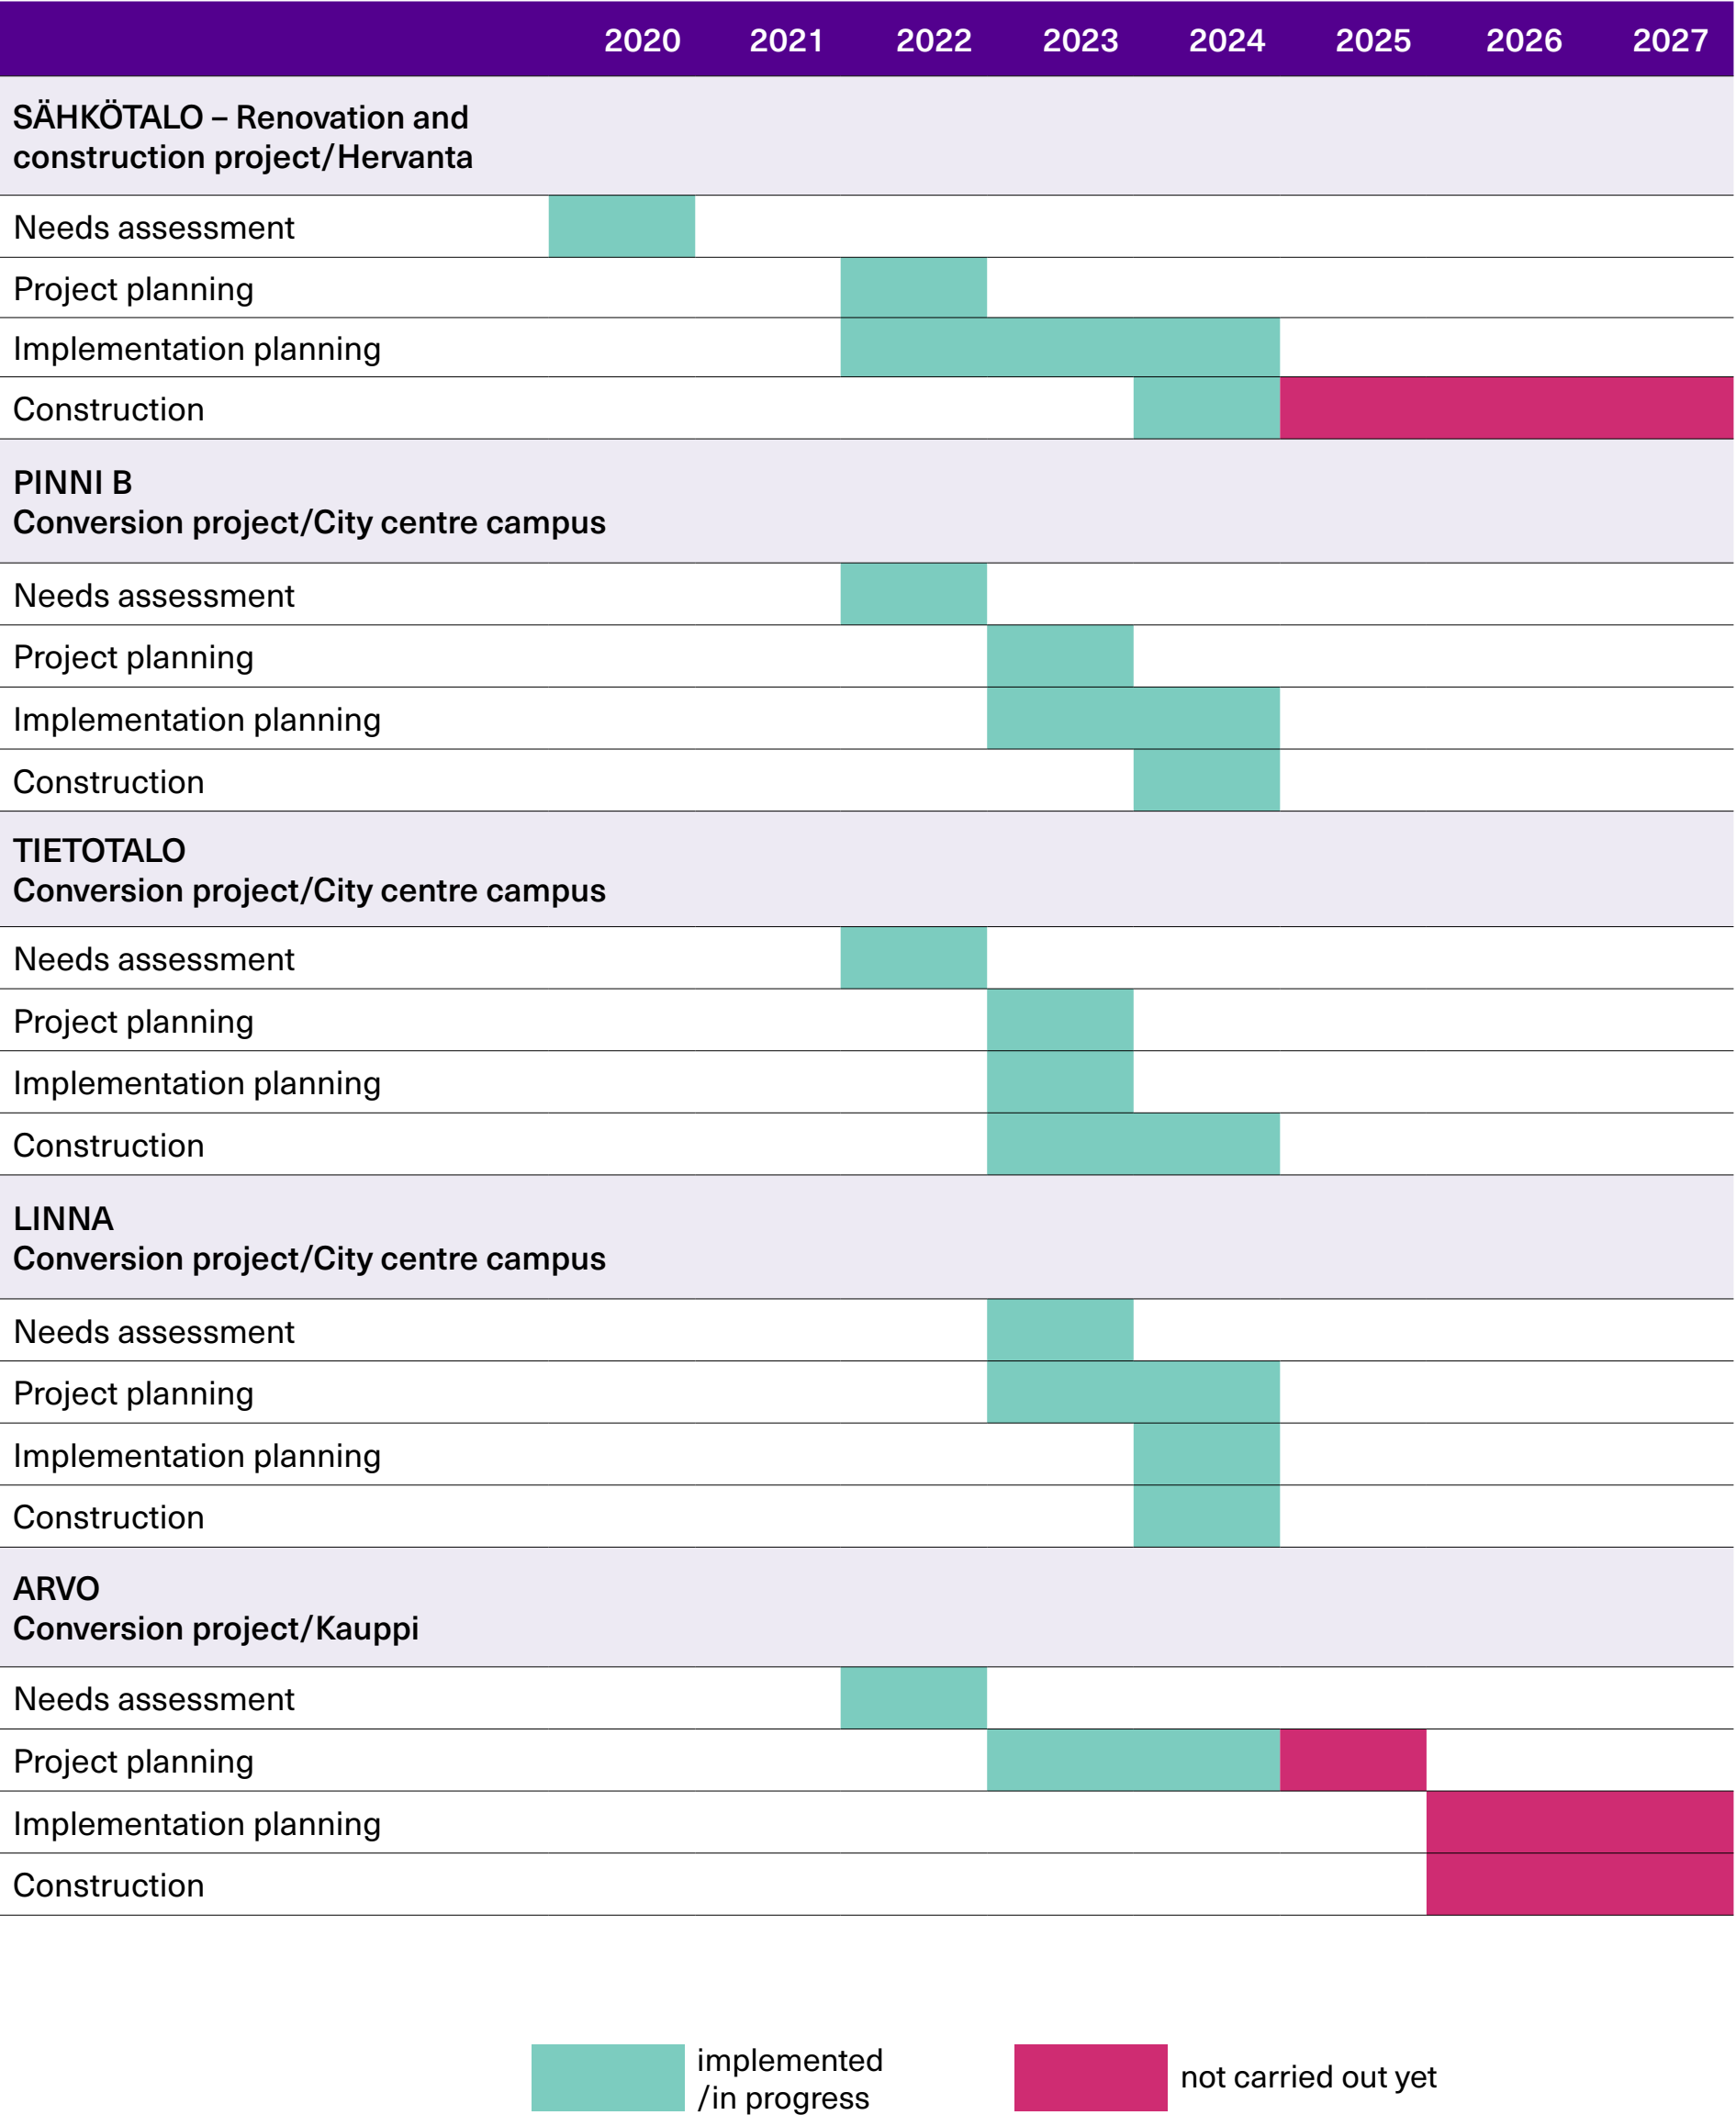 2020 2021 2022 2023 2024 2025 2026 2027
SÄHKÖTALO – Renovation and
construction project/Hervanta
Needs assessment
Project planning
Implementation planning
Construction
PINNI B
Conversion project/City centre campus
Needs assessment
Project planning
Implementation planning
Construction
TIETOTALO
Conversion project/City centre campus
Needs assessment
Project planning
Implementation planning
Construction
LINNA
Conversion project/City centre campus
Needs assessment
Project planning
Implementation planning
Construction
ARVO
Conversion project/Kauppi
Needs assessment
Project planning
Implementation planning
Construction
implemented
/in progress
not carried out yet